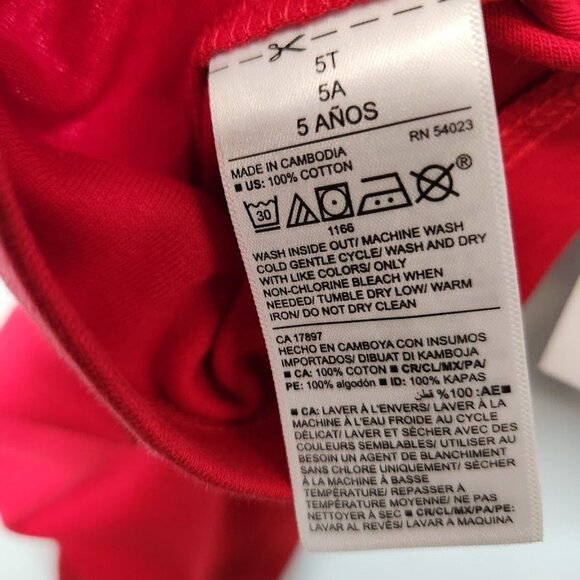 5T
5A
5 AÑOS
RN 54023
MADE IN CAMBODIA
■ US: 100% COTTON
30
®
1166
WASH INSIDE OUT/ MACHINE WASH
COLD GENTLE CYCLE/ WASH AND DRY
WITH LIKE COLORS/ ONLY
NON-CHLORINE BLEACH WHEN
NEEDED/ TUMBLE DRY LOW/ WARM
IRON/ DO NOT DRY CLEAN
CA 17897
HECHO EN CAMBOYA CON INSUMOS
IMPORTADOS/ DIBUAT DI KAMBOJA
■ CA: 100% COTON ■ CR/CL/MX/PA/
PE: 100% algodón ■ ID: 100% KAPAS
■AE: 100% قطن
■ CA: LAVER À L'ENVERS/ LAVER À LA
MACHINE À L'EAU FROIDE AU CYCLE
DÉLICAT/ LAVER ET SÉCHER AVEC DES
COULEURS SEMBLABLES/ UTILISER AU
BESOIN UN AGENT DE BLANCHIMENT
SANS CHLORE UNIQUEMENT/ SÉCHER
À LA MACHINE À BASSE
TEMPÉRATURE/ REPASSER À
TEMPÉRATURE MOYENNE/ NE PAS
NETTOYER À SEC ■ CR/CL/MX/PA/PE:
LAVAR AL REVÉS/ LAVAR A MAQUINA